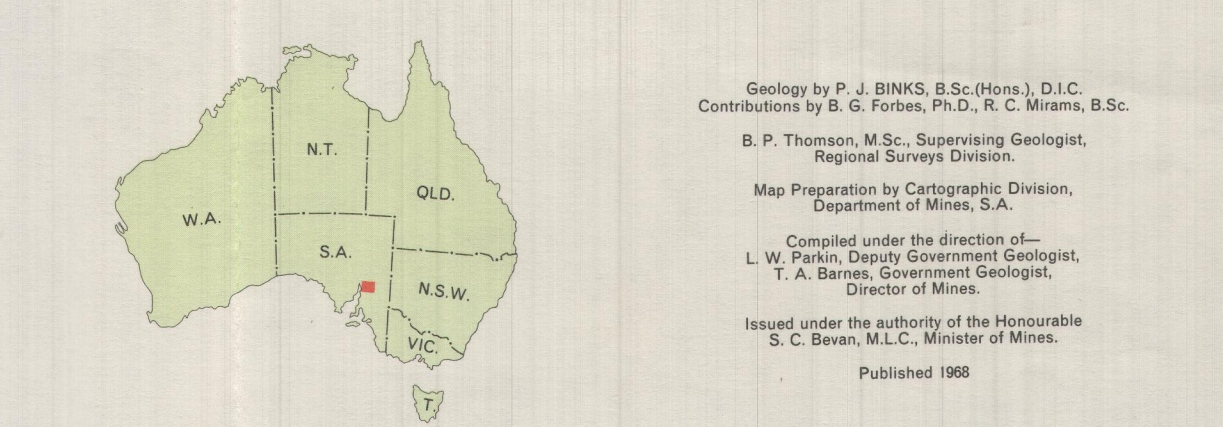 N.T.
QLD.
W.A.
S.A.
N.S.W.
VIC.
T.
Geology by P. J. BINKS, B.Sc.(Hons.), D.I.C.
Contributions by B. G. Forbes, Ph.D., R. C. Mirams, B.Sc.
B. P. Thomson, M.Sc., Supervising Geologist,
Regional Surveys Division.
Map Preparation by Cartographic Division,
Department of Mines, S.A.
Compiled under the direction of—
L. W. Parkin, Deputy Government Geologist,
T. A. Barnes, Government Geologist,
Director of Mines.
Issued under the authority of the Honourable
S. C. Bevan, M.L.C., Minister of Mines.
Published 1968